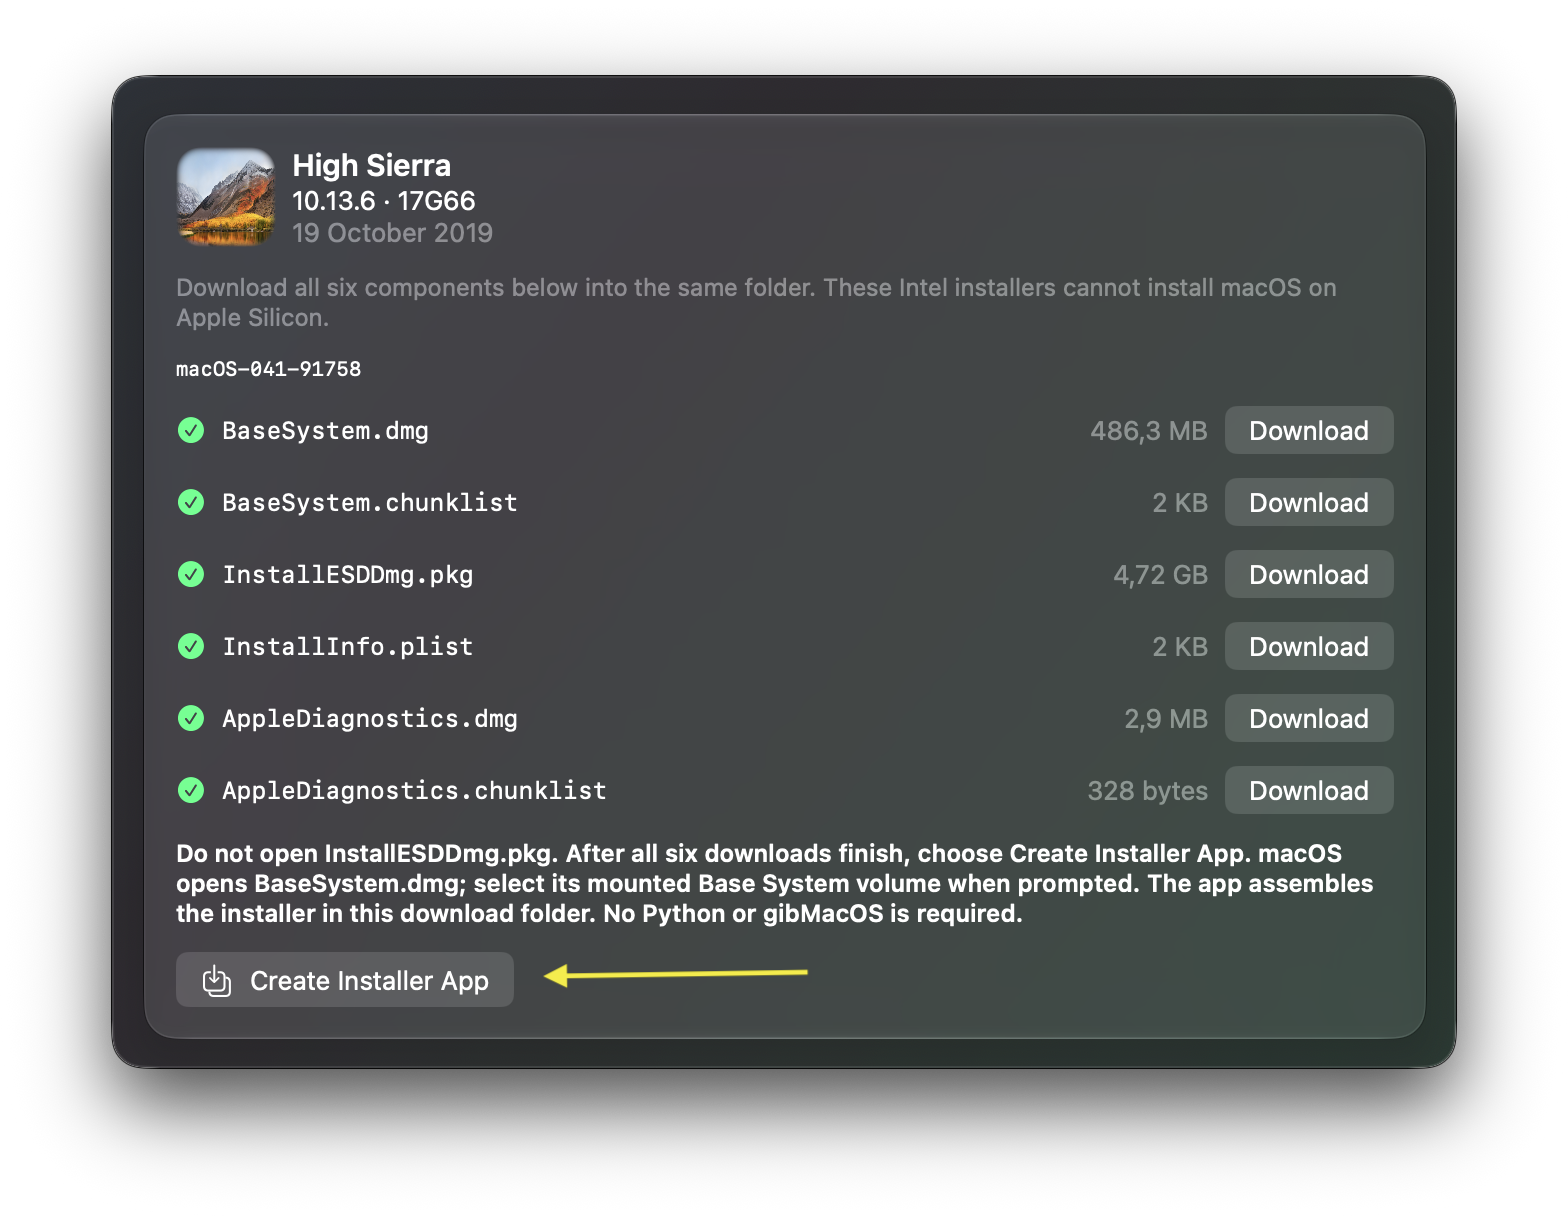 High Sierra
10.13.6 · 17G66
19 October 2019
Download all six components below into the same folder. These Intel installers cannot install macOS on
Apple Silicon.
macOS-041-91758
BaseSystem.dmg 486,3 MB Download
BaseSystem.chunklist 2 KB Download
InstallESDDmg.pkg 4,72 GB Download
InstallInfo.plist 2 KB Download
AppleDiagnostics.dmg 2,9 MB Download
AppleDiagnostics.chunklist 328 bytes Download
Do not open InstallESDDmg.pkg. After all six downloads finish, choose Create Installer App. macOS
opens BaseSystem.dmg; select its mounted Base System volume when prompted. The app assembles
the installer in this download folder. No Python or gibMacOS is required.
Create Installer App